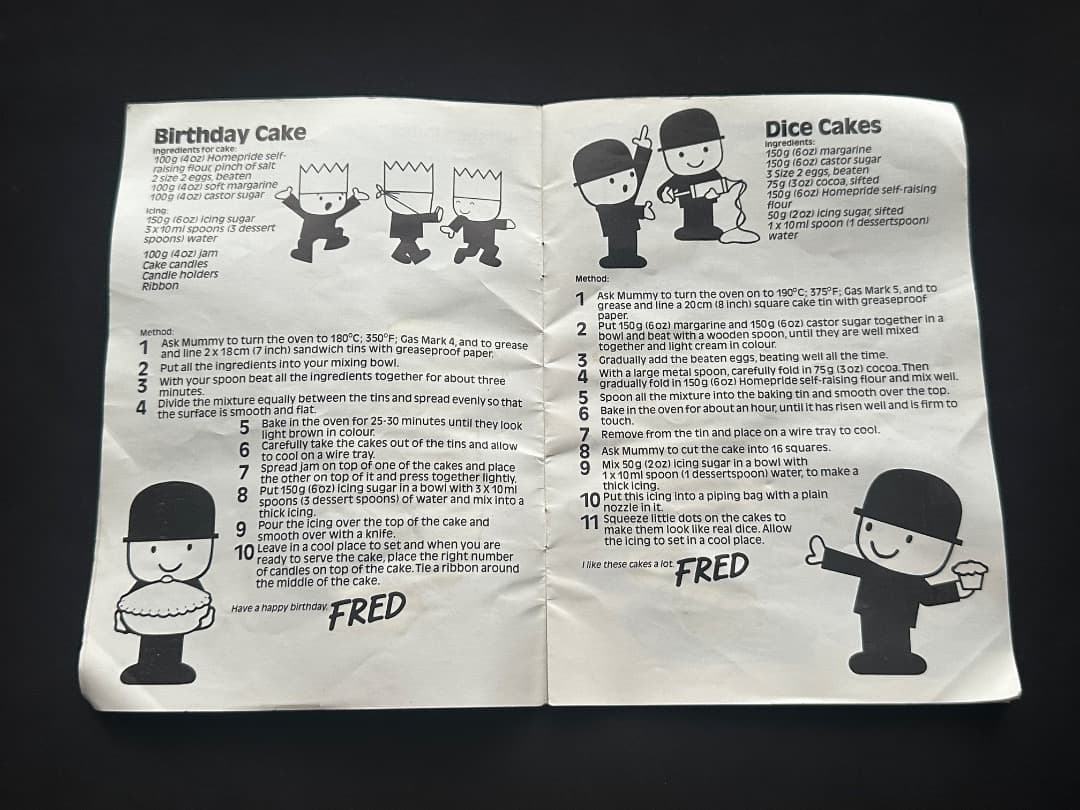 Birthday Cake
Ingredients for cake:
100g (4oz) Homepride self-
raising flour, pinch of salt
2 size 2 eggs, beaten
100g (4oz) soft margarine
100g (4oz) castor sugar
Icing:
150g (6oz) icing sugar
3 x 10ml spoons (3 dessert
spoons) water
100g (4oz) jam
Cake candles
Candle holders
Ribbon
Method:
1 Ask Mummy to turn the oven to 180°C; 350°F; Gas Mark 4, and to grease
and line 2 x 18cm (7 inch) sandwich tins with greaseproof paper.
2 Put all the ingredients into your mixing bowl.
3 With your spoon beat all the ingredients together for about three
minutes.
4 Divide the mixture equally between the tins and spread evenly so that
the surface is smooth and flat.
5 Bake in the oven for 25-30 minutes until they look
light brown in colour.
6 Carefully take the cakes out of the tins and allow
to cool on a wire tray.
7 Spread jam on top of one of the cakes and place
the other on top of it and press together lightly.
8 Put 150g (6oz) icing sugar in a bowl with 3 X 10ml
spoons (3 dessert spoons) of water and mix into a
thick icing.
9 Pour the icing over the top of the cake and
smooth over with a knife.
10 Leave in a cool place to set and when you are
ready to serve the cake, place the right number
of candles on top of the cake. Tie a ribbon around
the middle of the cake.
Have a happy birthday, FRED
Dice Cakes
Ingredients:
150g (6oz) margarine
150g (6oz) castor sugar
3 Size 2 eggs, beaten
75g (3oz) cocoa, sifted
150g (6oz) Homepride self-raising
flour
50g (2oz) icing sugar, sifted
1 x 10ml spoon (1 dessertspoon)
water
Method:
1 Ask Mummy to turn the oven on to 190°C; 375°F; Gas Mark 5, and to
grease and line a 20cm (8 inch) square cake tin with greaseproof
paper.
2 Put 150g (6oz) margarine and 150g (6oz) castor sugar together in a
bowl and beat with a wooden spoon, until they are well mixed
together and light cream in colour.
3 Gradually add the beaten eggs, beating well all the time.
4 With a large metal spoon, carefully fold in 75g (3oz) cocoa. Then
gradually fold in 150g (6oz) Homepride self-raising flour and mix well.
5 Spoon all the mixture into the baking tin and smooth over the top.
6 Bake in the oven for about an hour, until it has risen well and is firm to
touch.
7 Remove from the tin and place on a wire tray to cool.
8 Ask Mummy to cut the cake into 16 squares.
9 Mix 50g (2oz) icing sugar in a bowl with
1 x 10ml spoon (1 dessertspoon) water, to make a
thick icing.
10 Put this icing into a piping bag with a plain
nozzle in it.
11 Squeeze little dots on the cakes to
make them look like real dice. Allow
the icing to set in a cool place.
I like these cakes a lot. FRED